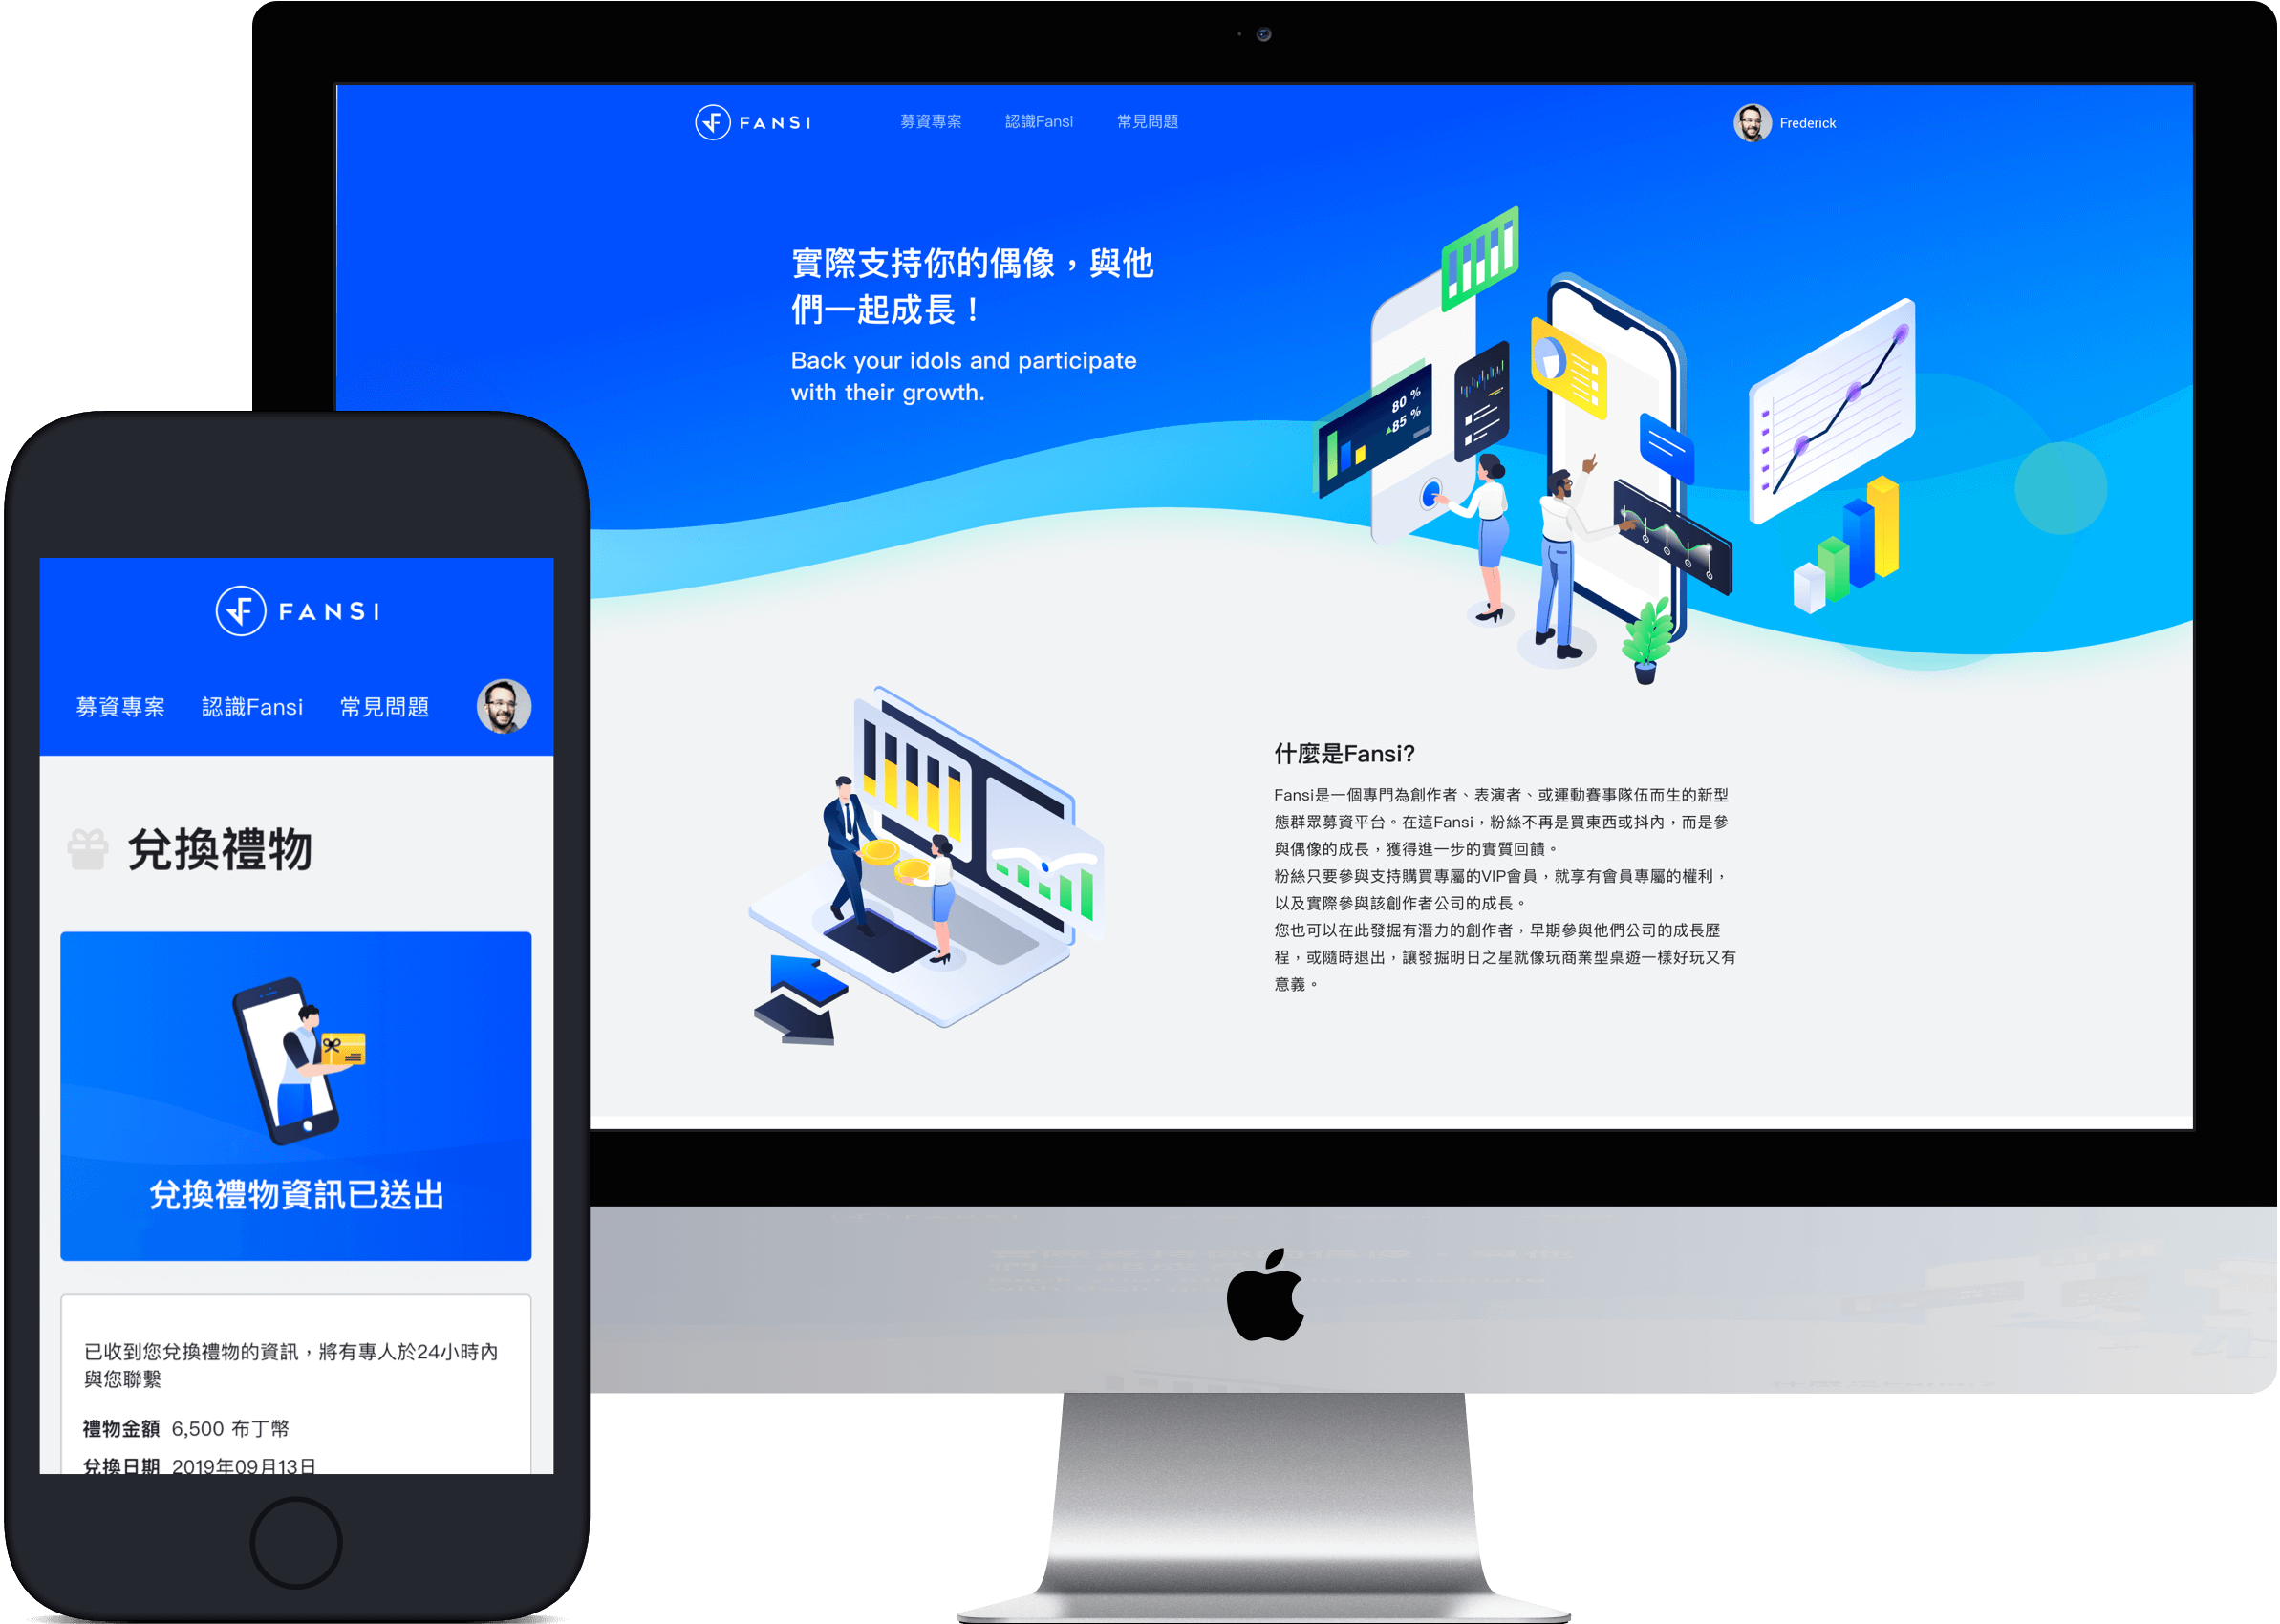 FANSI
募資專案
認識Fansi
常見問題
Frederick
實際支持你的偶像，與他
們一起成長！
Back your idols and participate
with their growth.
80 %
▲85 %
什麼是Fansi?
Fansi是一個專門為創作者、表演者、或運動賽事隊伍而生的新型
態群眾募資平台。在這Fansi，粉絲不再是買東西或抖內，而是參
與偶像的成長，獲得進一步的實質回饋。
粉絲只要參與支持購買專屬的VIP會員，就享有會員專屬的權利，
以及實際參與該創作者公司的成長。
您也可以在此發掘有潛力的創作者，早期參與他們公司的成長歷
程，或隨時退出，讓發掘明日之星就像玩商業型桌遊一樣好玩又有
意義。
FANSI
募資專案
認識Fansi
常見問題
兌換禮物
兌換禮物資訊已送出
已收到您兌換禮物的資訊，將有專人於24小時內
與您聯繫
禮物金額 6,500 布丁幣
兌換日期 2019年09月13日